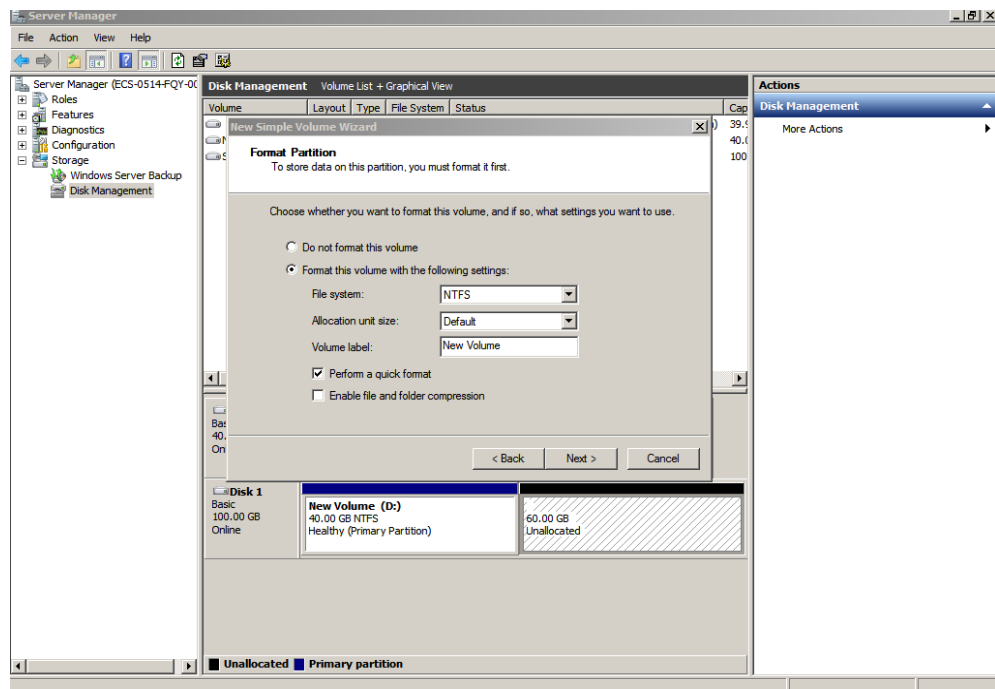 Server Manager
File Action View Help
Server Manager (ECS-0514-FQY-00
Roles
Features
Diagnostics
Configuration
Storage
Windows Server Backup
Disk Management
Disk Management Volume List + Graphical View
Volume Layout Type File System Status Cap
39.9
40.0
100
New Simple Volume Wizard
Format Partition
To store data on this partition, you must format it first.
Choose whether you want to format this volume, and if so, what settings you want to use.
Do not format this volume
Format this volume with the following settings:
File system: NTFS
Allocation unit size: Default
Volume label: New Volume
Perform a quick format
Enable file and folder compression
< Back Next > Cancel
Bas
40.
On
Disk 1
Basic
100.00 GB
Online
New Volume (D:)
40.00 GB NTFS
Healthy (Primary Partition)
60.00 GB
Unallocated
Unallocated Primary partition
Actions
Disk Management
More Actions